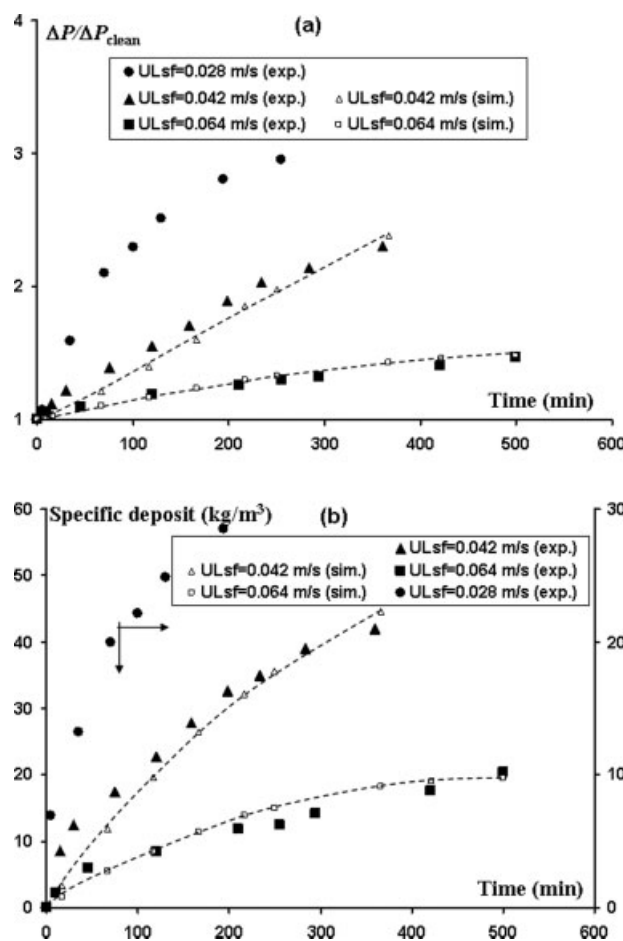 (a)
ΔP/ΔP_clean
ULsf=0.028 m/s (exp.)
ULsf=0.042 m/s (exp.) ULsf=0.042 m/s (sim.)
ULsf=0.064 m/s (exp.) ULsf=0.064 m/s (sim.)
4
3
2
1
Time (min)
0 100 200 300 400 500 600
Specific deposit (kg/m³) (b)
ULsf=0.042 m/s (exp.)
ULsf=0.042 m/s (sim.) ULsf=0.064 m/s (exp.)
ULsf=0.064 m/s (sim.) ULsf=0.028 m/s (exp.)
60 30
50
40 20
30
20 10
10
0 0
Time (min)
0 100 200 300 400 500 600